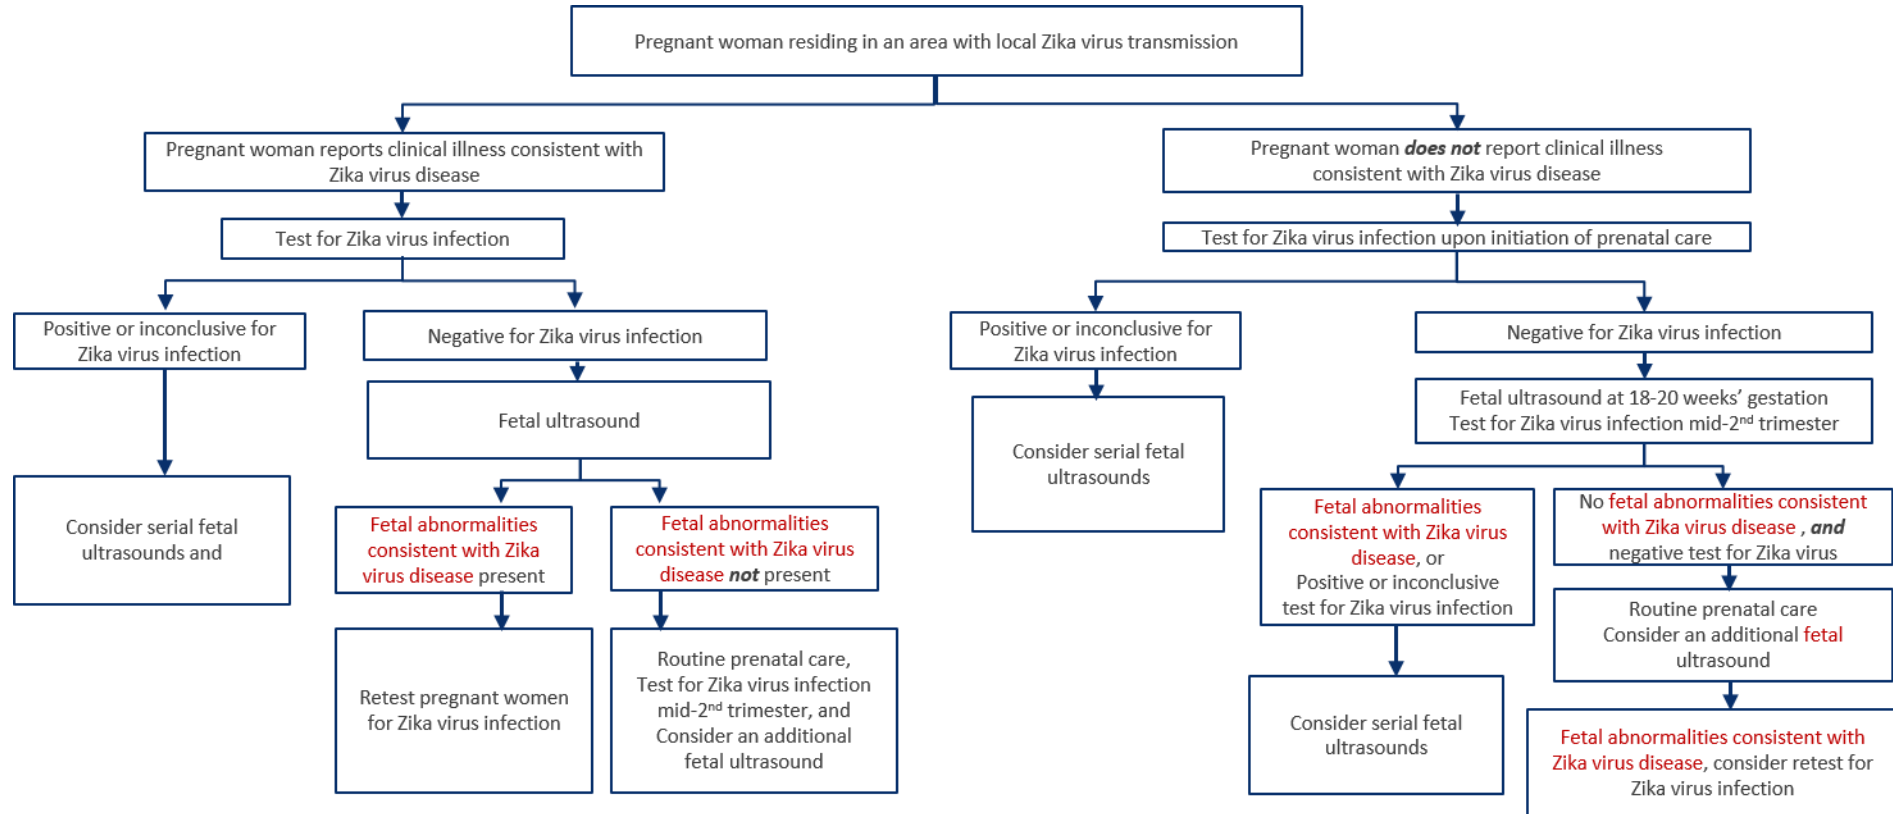 Pregnant woman residing in an area with local Zika virus transmission
Pregnant woman reports clinical illness consistent with
Zika virus disease
Pregnant woman does not report clinical illness
consistent with Zika virus disease
Test for Zika virus infection
Test for Zika virus infection upon initiation of prenatal care
Positive or inconclusive for
Zika virus infection
Negative for Zika virus infection
Positive or inconclusive for
Zika virus infection
Negative for Zika virus infection
Fetal ultrasound
Fetal ultrasound at 18-20 weeks’ gestation
Test for Zika virus infection mid-2nd trimester
Consider serial fetal
ultrasounds and
Consider serial fetal
ultrasounds
Fetal abnormalities
consistent with Zika
virus disease present
Fetal abnormalities
consistent with Zika virus
disease not present
Fetal abnormalities
consistent with Zika virus
disease, or
Positive or inconclusive
test for Zika virus infection
No fetal abnormalities consistent
with Zika virus disease , and
negative test for Zika virus
Retest pregnant women
for Zika virus infection
Routine prenatal care,
Test for Zika virus infection
mid-2nd trimester, and
Consider an additional
fetal ultrasound
Routine prenatal care
Consider an additional fetal
ultrasound
Consider serial fetal
ultrasounds
Fetal abnormalities consistent with
Zika virus disease, consider retest for
Zika virus infection